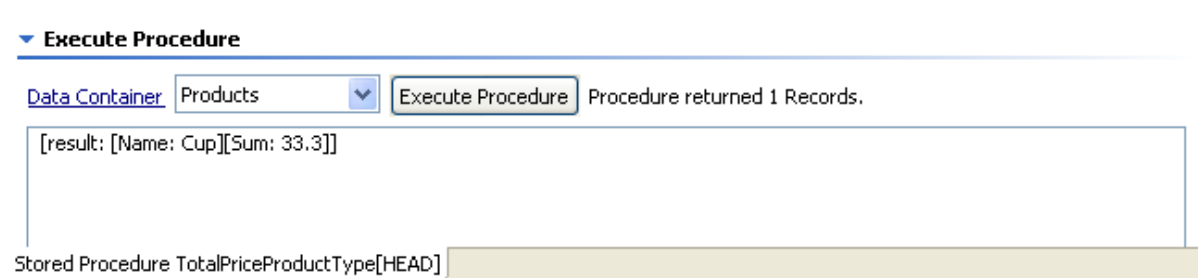 Execute Procedure
Data Container Products Execute Procedure Procedure returned 1 Records.
[result: [Name: Cup][Sum: 33.3]]
Stored Procedure TotalPriceProductType[HEAD]